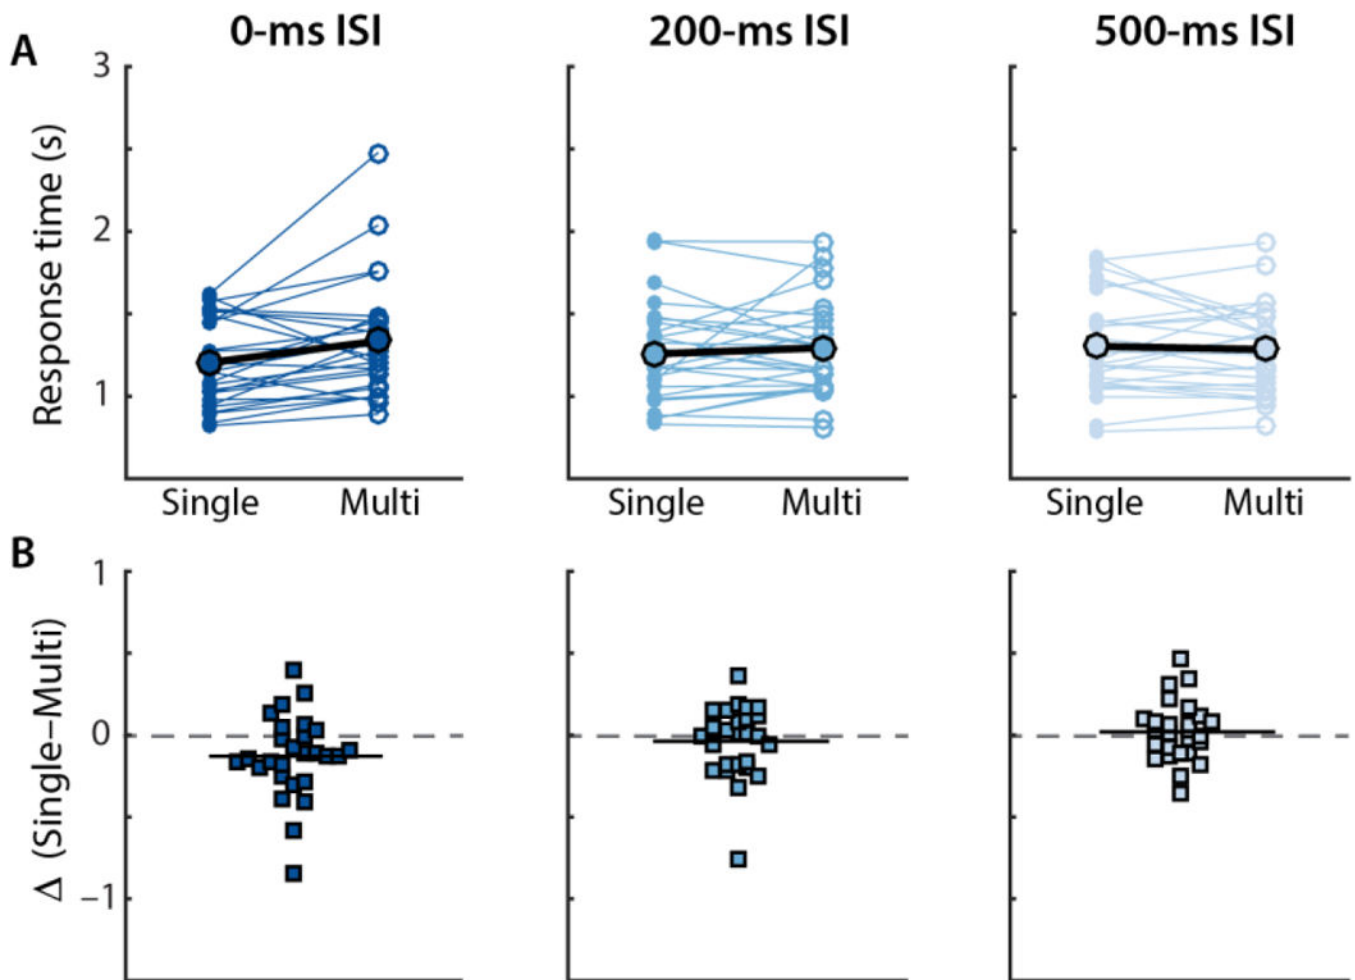 A
0-ms ISI
200-ms ISI
500-ms ISI
Response time (s)
3
2
1
Single
Multi
Single
Multi
Single
Multi
B
Δ (Single–Multi)
1
0
–1